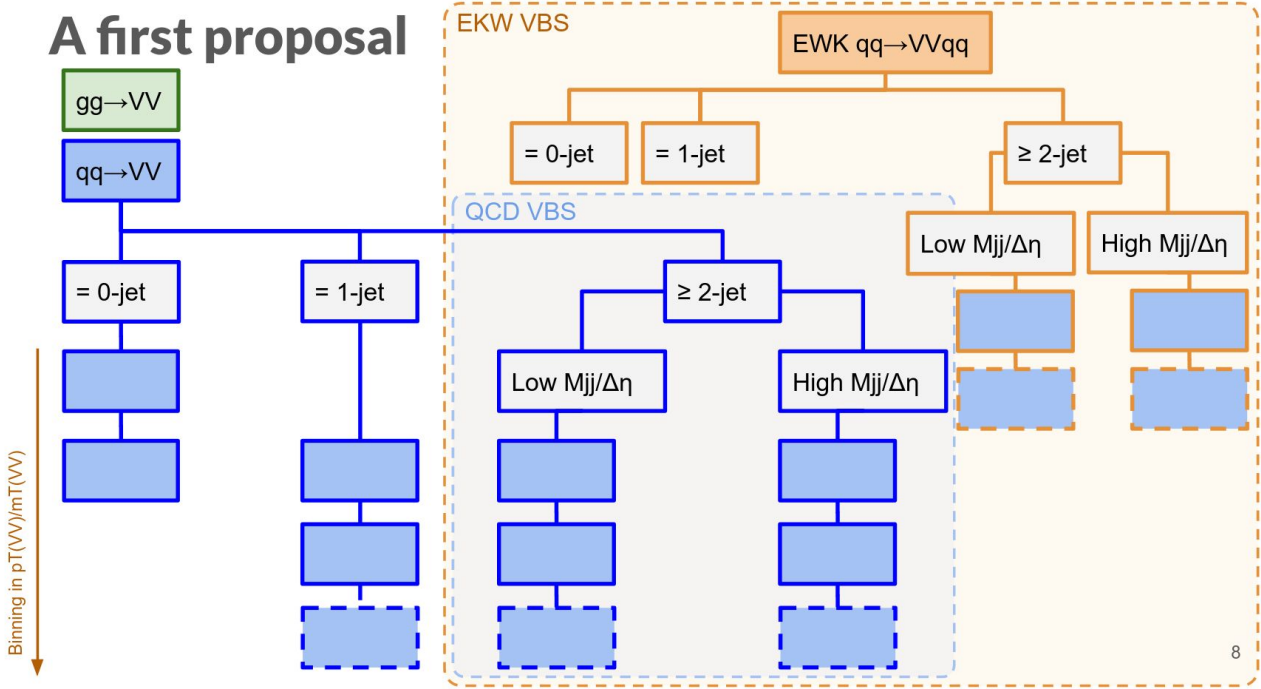 A first proposal
EKW VBS
EWK qq→VVqq
gg→VV
qq→VV
= 0-jet
= 1-jet
≥ 2-jet
QCD VBS
Low Mjj/Δη
High Mjj/Δη
= 0-jet
= 1-jet
≥ 2-jet
Low Mjj/Δη
High Mjj/Δη
Binning in pT(VV)/mT(VV)
8